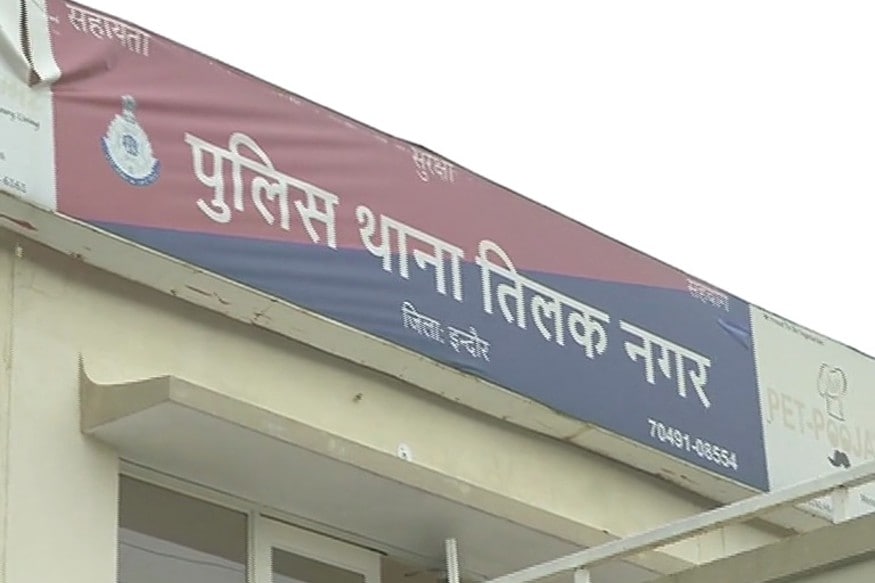 सहायता
सुरक्षा
सहयोग
पुलिस थाना तिलक नगर
जिला: इन्दौर
70491-08554
PET-POOJA